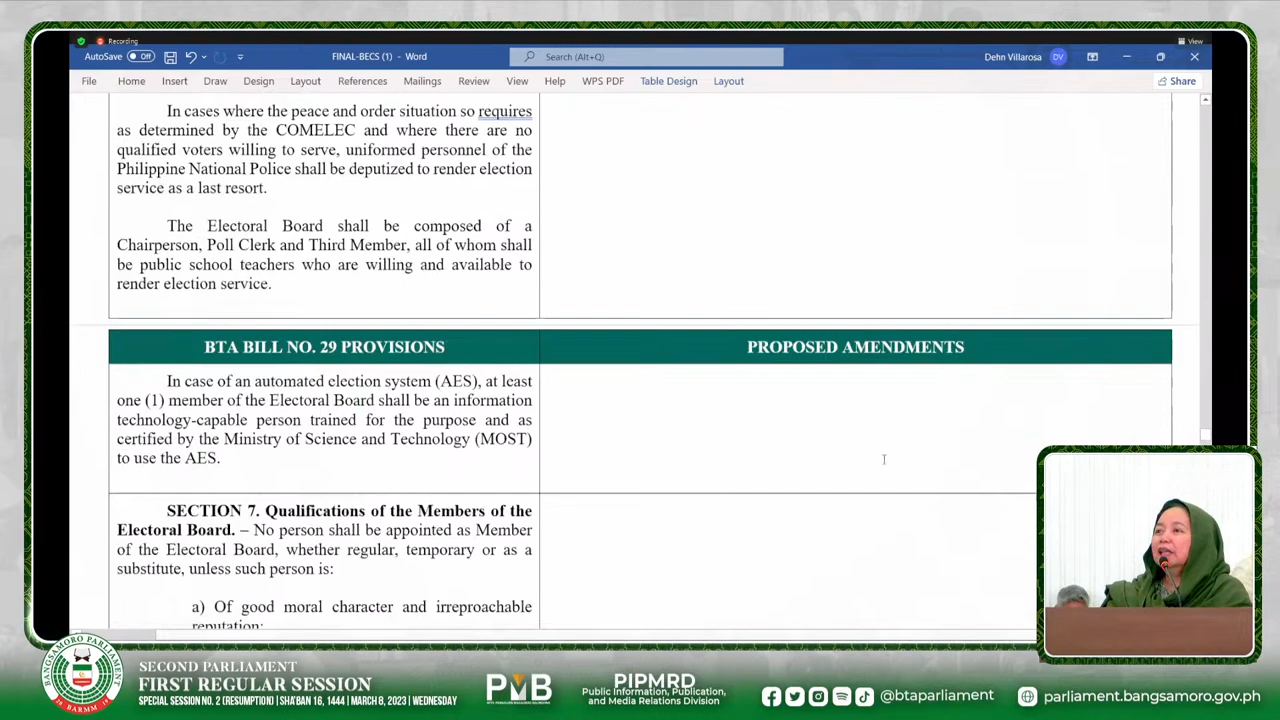 Recording
View
AutoSave Off
FINAL-BECS (1) - Word
Search (Alt+Q)
Dehn Villarosa
DV
File Home Insert Draw Design Layout References Mailings Review View Help WPS PDF Table Design Layout
Share
In cases where the peace and order situation so requires
as determined by the COMELEC and where there are no
qualified voters willing to serve, uniformed personnel of the
Philippine National Police shall be deputized to render election
service as a last resort.
The Electoral Board shall be composed of a
Chairperson, Poll Clerk and Third Member, all of whom shall
be public school teachers who are willing and available to
render election service.
BTA BILL NO. 29 PROVISIONS
PROPOSED AMENDMENTS
In case of an automated election system (AES), at least
one (1) member of the Electoral Board shall be an information
technology-capable person trained for the purpose and as
certified by the Ministry of Science and Technology (MOST)
to use the AES.
SECTION 7. Qualifications of the Members of the
Electoral Board. – No person shall be appointed as Member
of the Electoral Board, whether regular, temporary or as a
substitute, unless such person is:
a) Of good moral character and irreproachable
reputation;
BANGSAMORO PARLIAMENT
BARMM
SECOND PARLIAMENT
FIRST REGULAR SESSION
SPECIAL SESSION NO. 2 (RESUMPTION) | SHA'BAN 16, 1444 | MARCH 8, 2023 | WEDNESDAY
PMB
PIPMRD
Public Information, Publication,
and Media Relations Division
@btaparliament
parliament.bangsamoro.gov.ph